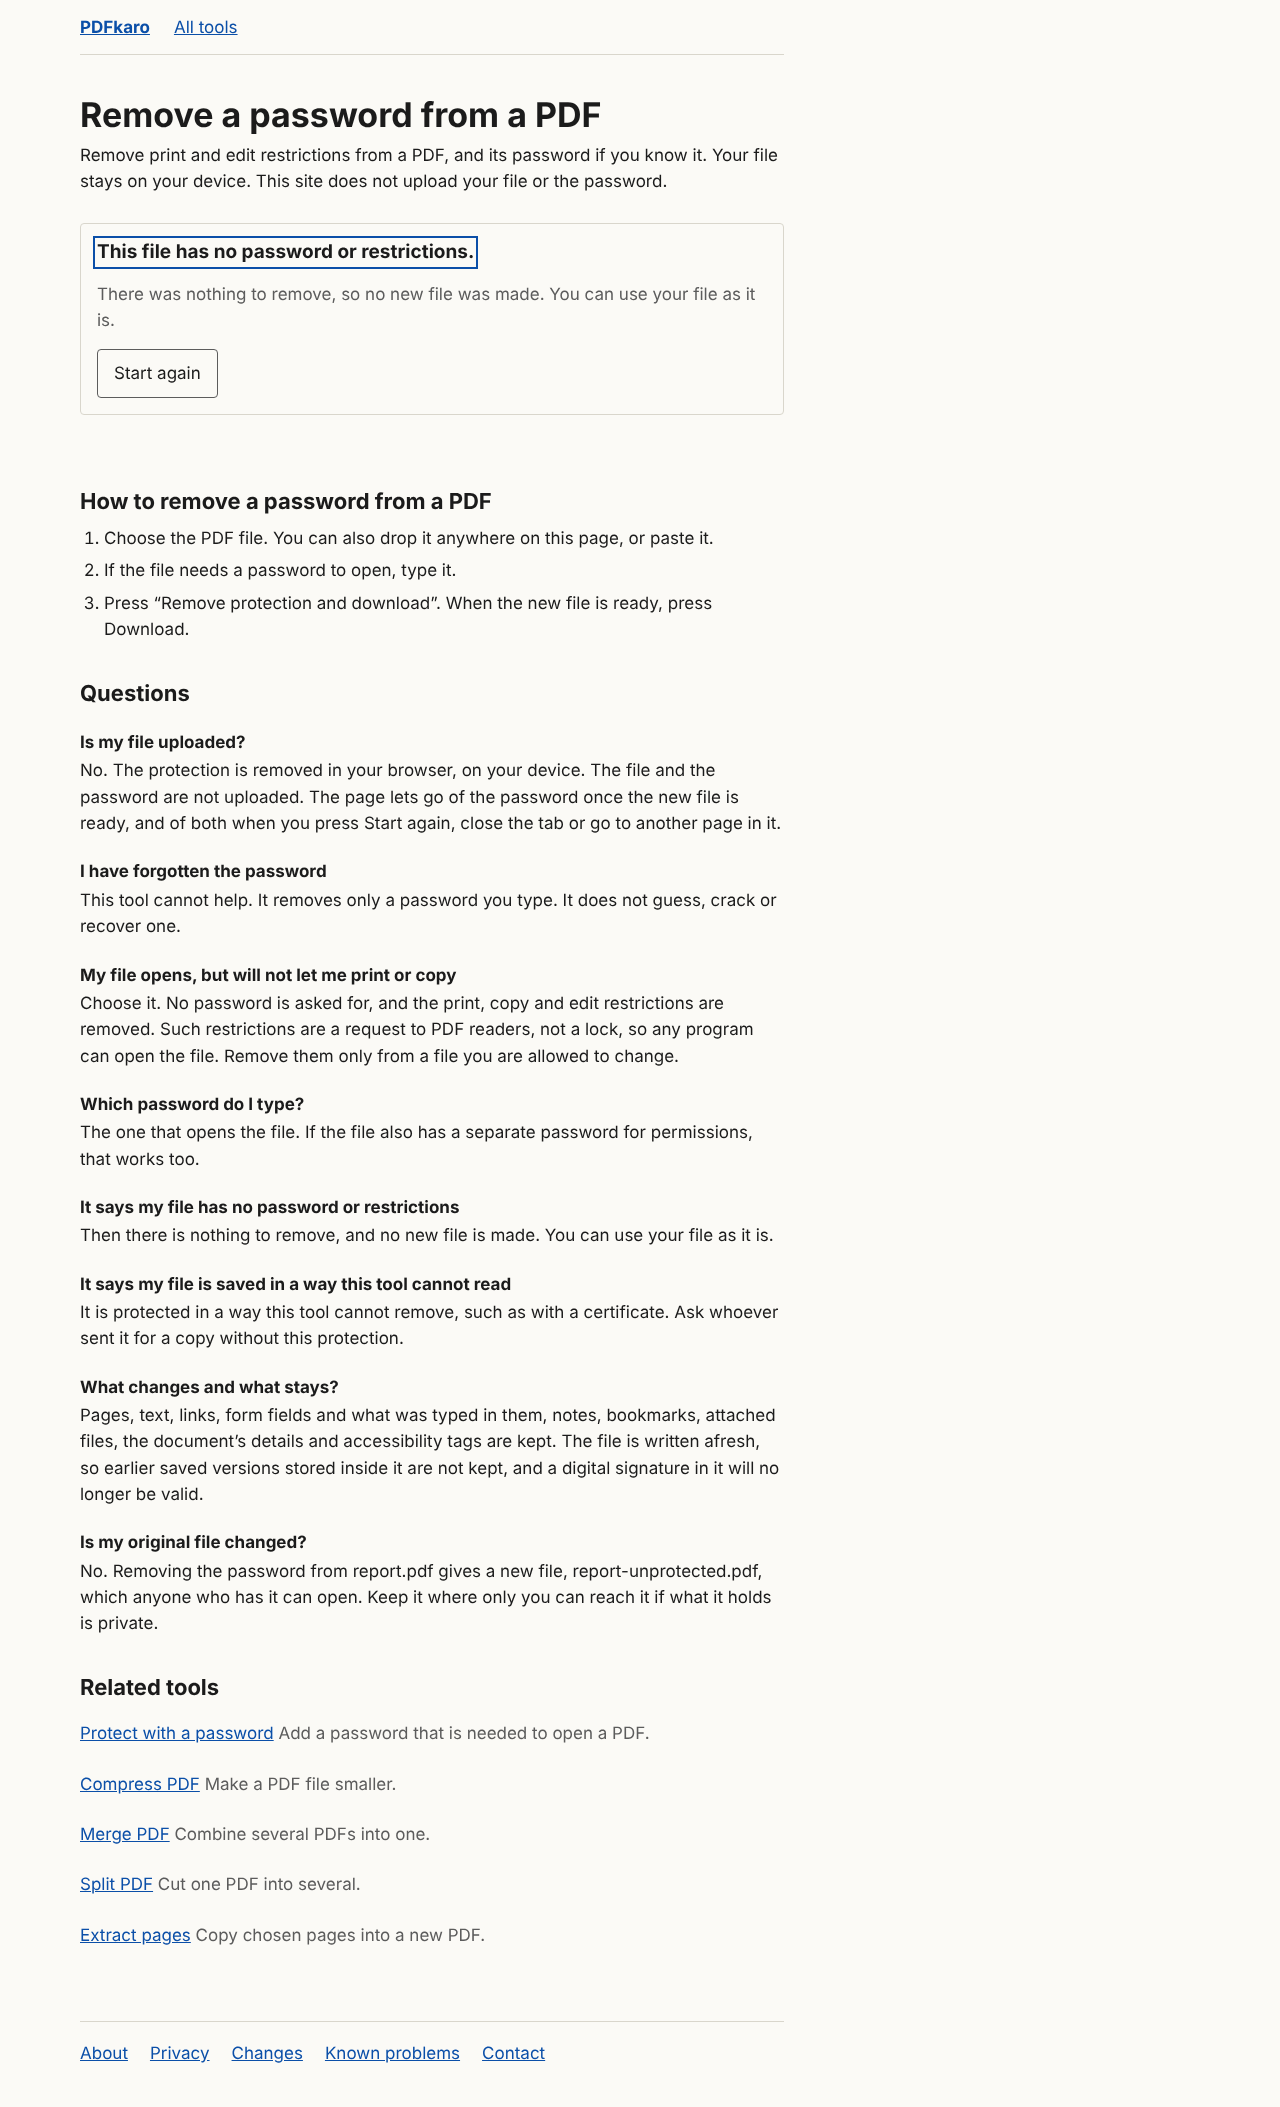 PDFkaro All tools
Remove a password from a PDF
Remove print and edit restrictions from a PDF, and its password if you know it. Your file
stays on your device. This site does not upload your file or the password.
This file has no password or restrictions.
There was nothing to remove, so no new file was made. You can use your file as it
is.
Start again
How to remove a password from a PDF
1. Choose the PDF file. You can also drop it anywhere on this page, or paste it.
2. If the file needs a password to open, type it.
3. Press “Remove protection and download”. When the new file is ready, press
Download.
Questions
Is my file uploaded?
No. The protection is removed in your browser, on your device. The file and the
password are not uploaded. The page lets go of the password once the new file is
ready, and of both when you press Start again, close the tab or go to another page in it.
I have forgotten the password
This tool cannot help. It removes only a password you type. It does not guess, crack or
recover one.
My file opens, but will not let me print or copy
Choose it. No password is asked for, and the print, copy and edit restrictions are
removed. Such restrictions are a request to PDF readers, not a lock, so any program
can open the file. Remove them only from a file you are allowed to change.
Which password do I type?
The one that opens the file. If the file also has a separate password for permissions,
that works too.
It says my file has no password or restrictions
Then there is nothing to remove, and no new file is made. You can use your file as it is.
It says my file is saved in a way this tool cannot read
It is protected in a way this tool cannot remove, such as with a certificate. Ask whoever
sent it for a copy without this protection.
What changes and what stays?
Pages, text, links, form fields and what was typed in them, notes, bookmarks, attached
files, the document’s details and accessibility tags are kept. The file is written afresh,
so earlier saved versions stored inside it are not kept, and a digital signature in it will no
longer be valid.
Is my original file changed?
No. Removing the password from report.pdf gives a new file, report-unprotected.pdf,
which anyone who has it can open. Keep it where only you can reach it if what it holds
is private.
Related tools
Protect with a password Add a password that is needed to open a PDF.
Compress PDF Make a PDF file smaller.
Merge PDF Combine several PDFs into one.
Split PDF Cut one PDF into several.
Extract pages Copy chosen pages into a new PDF.
About Privacy Changes Known problems Contact